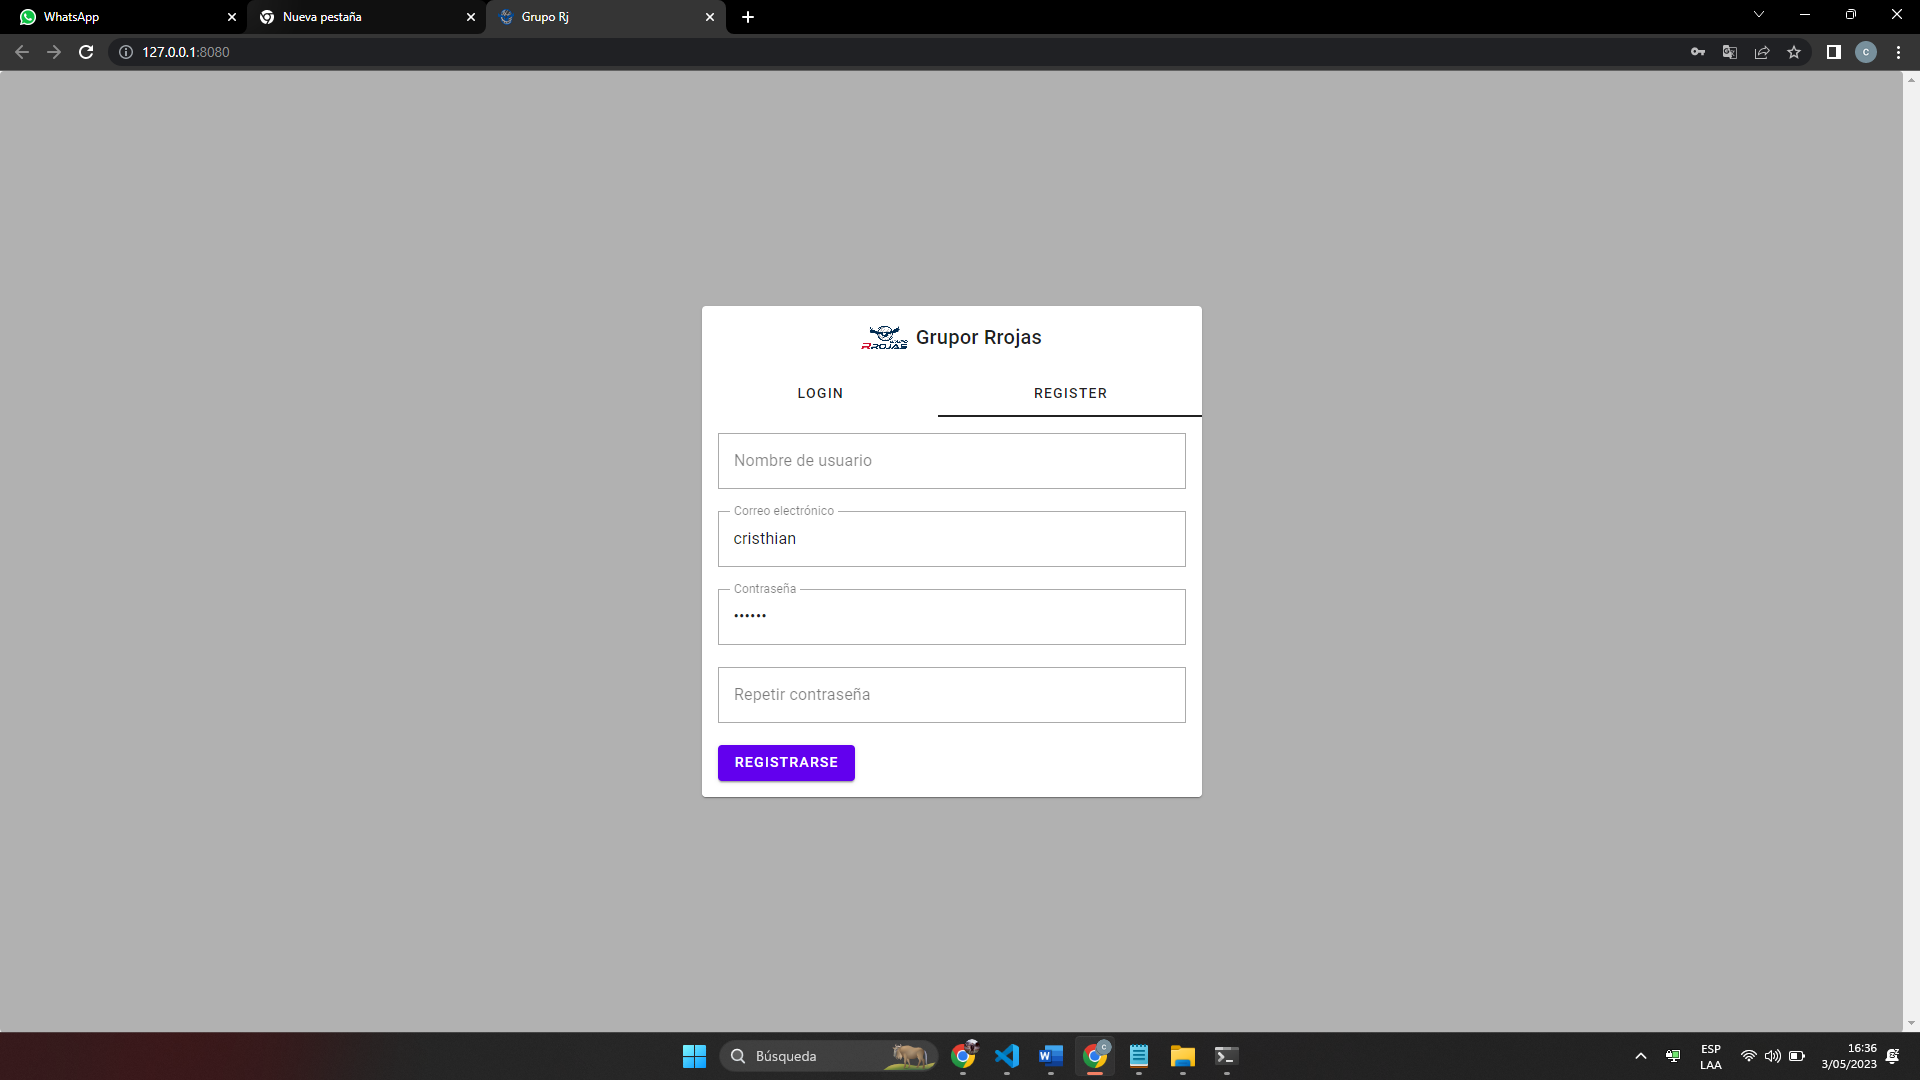 WhatsApp
Nueva pestaña
Grupo Rj
127.0.0.1:8080
c
RROJAS
Grupor Rrojas
LOGIN
REGISTER
Nombre de usuario
Correo electrónico
cristhian
Contraseña
••••••
Repetir contraseña
REGISTRARSE
Búsqueda
c
ESP
LAA
16:36
3/05/2023